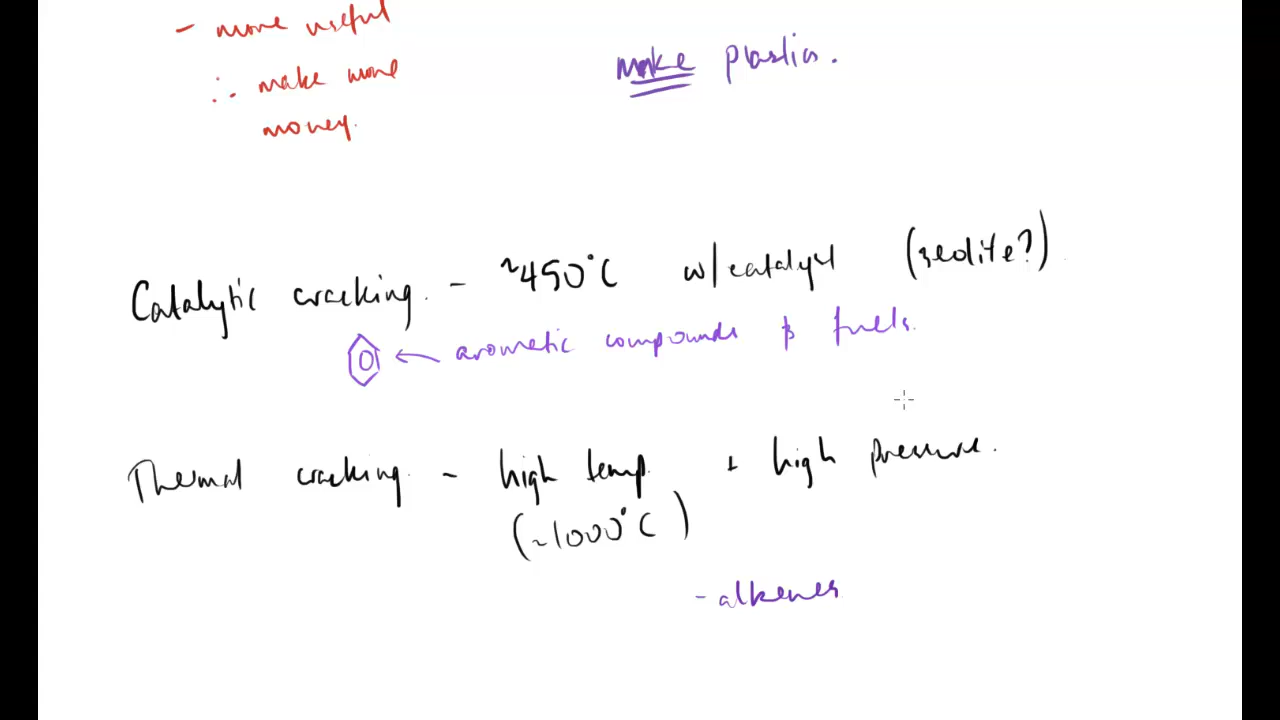 - more useful
∴ make more
money.
make plastics.
Catalytic cracking - ~450°C w/catalyst (zeolite?)
aromatic compounds & fuels.
Thermal cracking - high temp + high pressure.
(~1000°C)
- alkenes